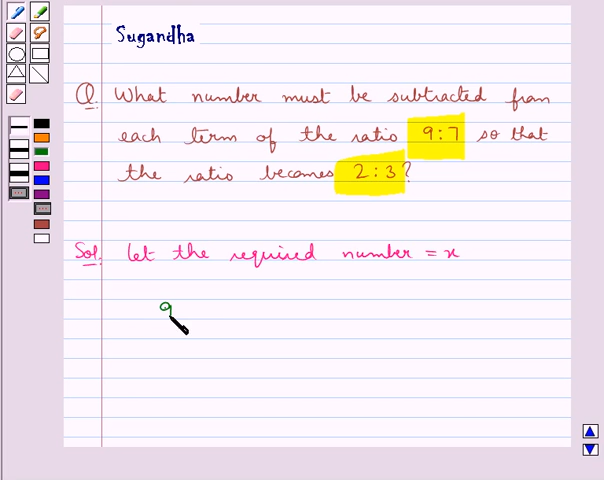 Sugandha
Q. What number must be subtracted from
each term of the ratio 9:7 so that
the ratio becomes 2:3?
Sol. Let the required number = x
9